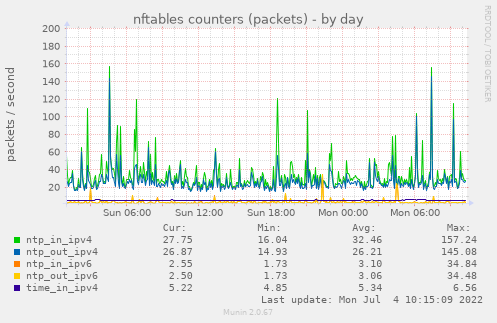 nftables counters (packets) - by day
RRDTOOL / TOBI OETIKER
packets / second
200
180
160
140
120
100
80
60
40
20
Sun 06:00 Sun 12:00 Sun 18:00 Mon 00:00 Mon 06:00
Cur: Min: Avg: Max:
ntp_in_ipv4 27.75 16.04 32.46 157.24
ntp_out_ipv4 26.87 14.93 26.21 145.08
ntp_in_ipv6 2.55 1.73 3.10 34.84
ntp_out_ipv6 2.50 1.73 3.06 34.48
time_in_ipv4 5.22 4.85 5.34 6.56
Last update: Mon Jul 4 10:15:09 2022
Munin 2.0.67